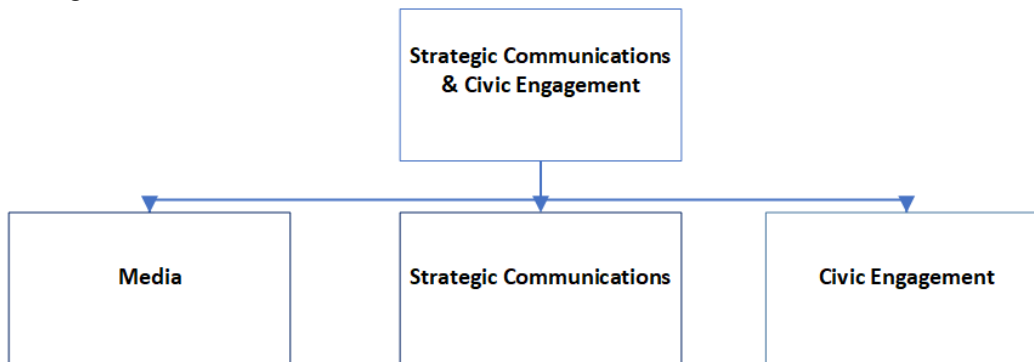 Strategic Communications
& Civic Engagement
Media
Strategic Communications
Civic Engagement